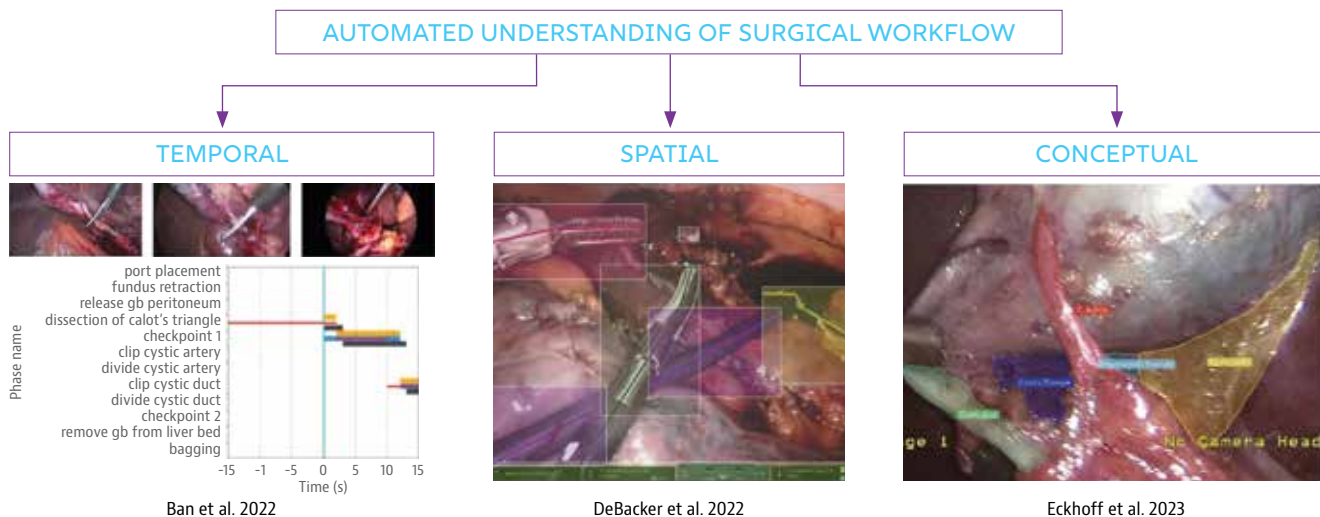 AUTOMATED UNDERSTANDING OF SURGICAL WORKFLOW
TEMPORAL
SPATIAL
CONCEPTUAL
Phase name
port placement
fundus retraction
release gb peritoneum
dissection of calot's triangle
checkpoint 1
clip cystic artery
divide cystic artery
clip cystic duct
divide cystic duct
checkpoint 2
remove gb from liver bed
bagging
-15 -1 -5 0 5 10 15
Time (s)
ge 1
No Camera Head
Ban et al. 2022
DeBacker et al. 2022
Eckhoff et al. 2023